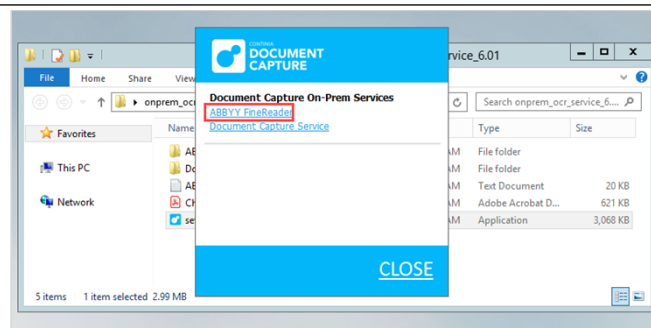 rvice_6.01
File Home Share View
onprem_ocr
Search onprem_ocr_service_6....
CONTINIA
DOCUMENT
CAPTURE
Document Capture On-Prem Services
ABBYY FineReader
Document Capture Service
CLOSE
Favorites
This PC
Network
Name Type Size
AB AM File folder
Do AM File folder
AB AM Text Document 20 KB
CH AM Adobe Acrobat D... 621 KB
se AM Application 3,068 KB
5 items 1 item selected 2.99 MB